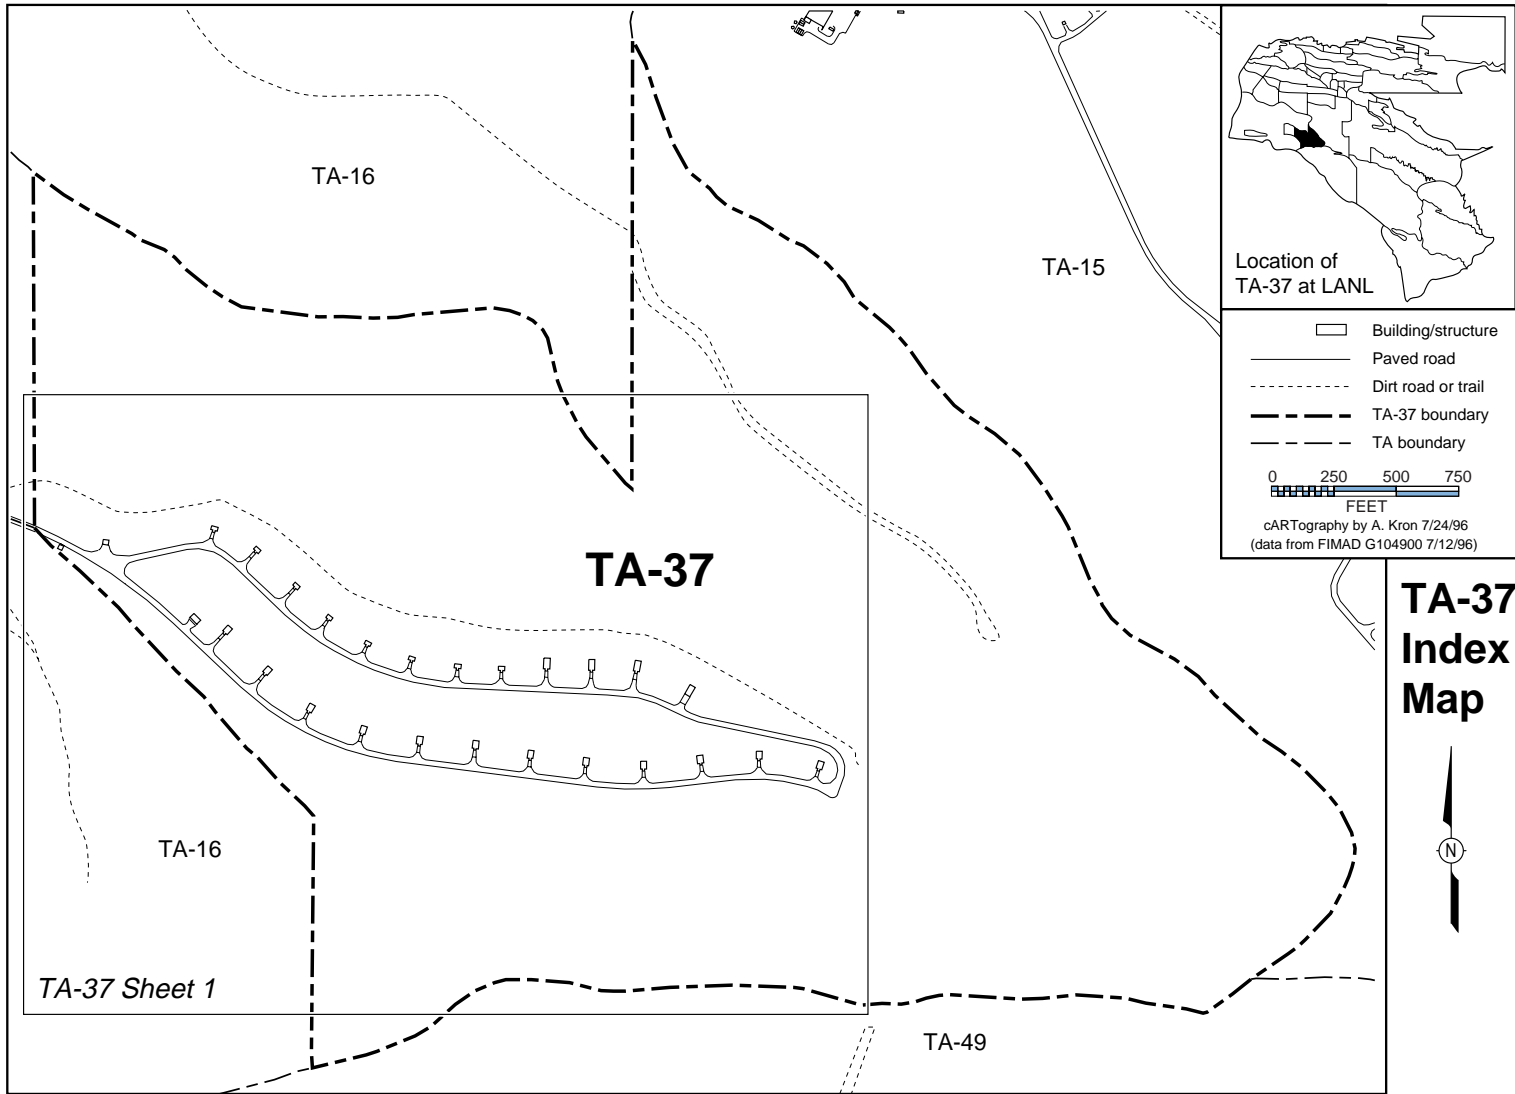 TA-16
TA-15
Location of
TA-37 at LANL
Building/structure
Paved road
Dirt road or trail
TA-37 boundary
TA boundary
0 250 500 750
FEET
cARTography by A. Kron 7/24/96
(data from FIMAD G104900 7/12/96)
TA-37
TA-37
Index
Map
N
TA-16
TA-37 Sheet 1
TA-49